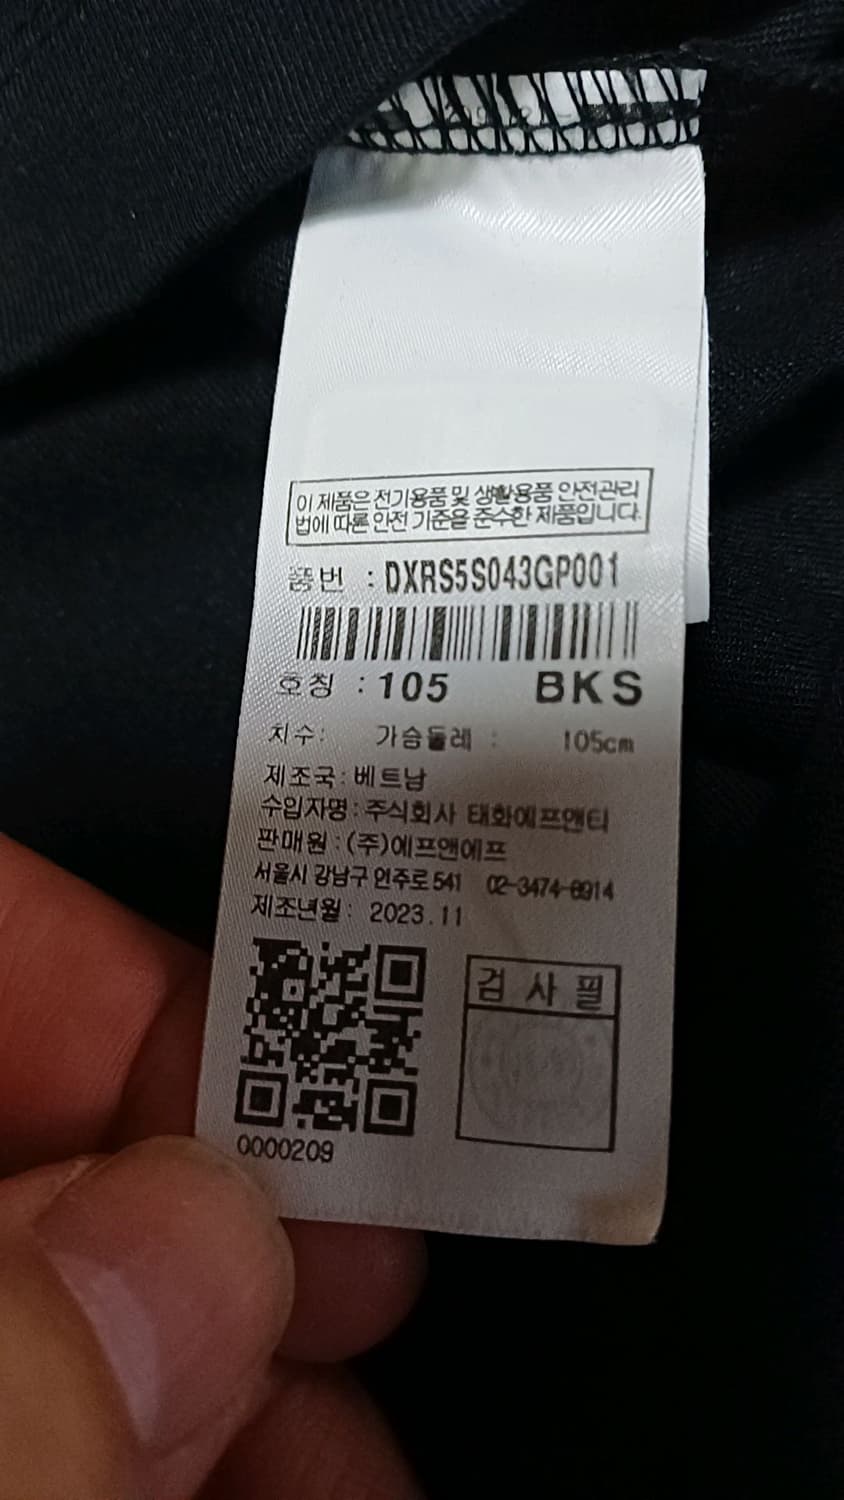 이 제품은 전기용품 및 생활용품 안전관리
법에 따른 안전 기준을 준수한 제품입니다.
품번 : DXRS5S043GP001
호칭 : 105 BKS
치수: 가슴둘레 : 105cm
제조국 : 베트남
수입자명 : 주식회사 태화에프앤티
판매원 : (주)에프앤에프
서울시 강남구 언주로 541 02-3474-8914
제조년월 : 2023.11
검사필
0000209